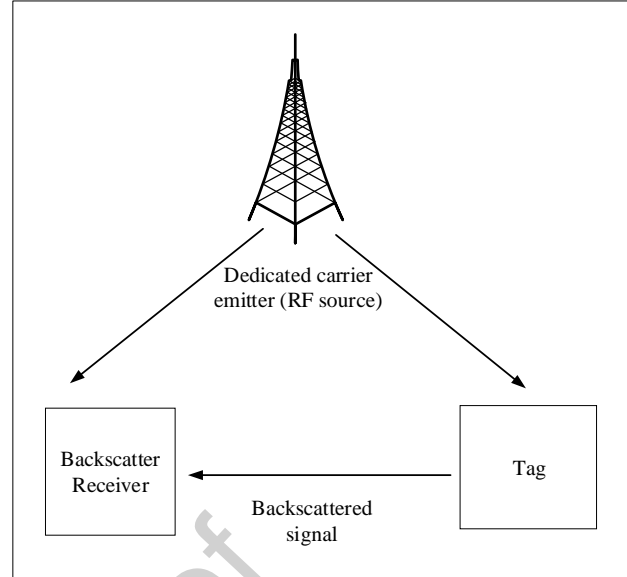 Dedicated carrier
emitter (RF source)
Backscatter
Receiver
Tag
Backscattered
signal